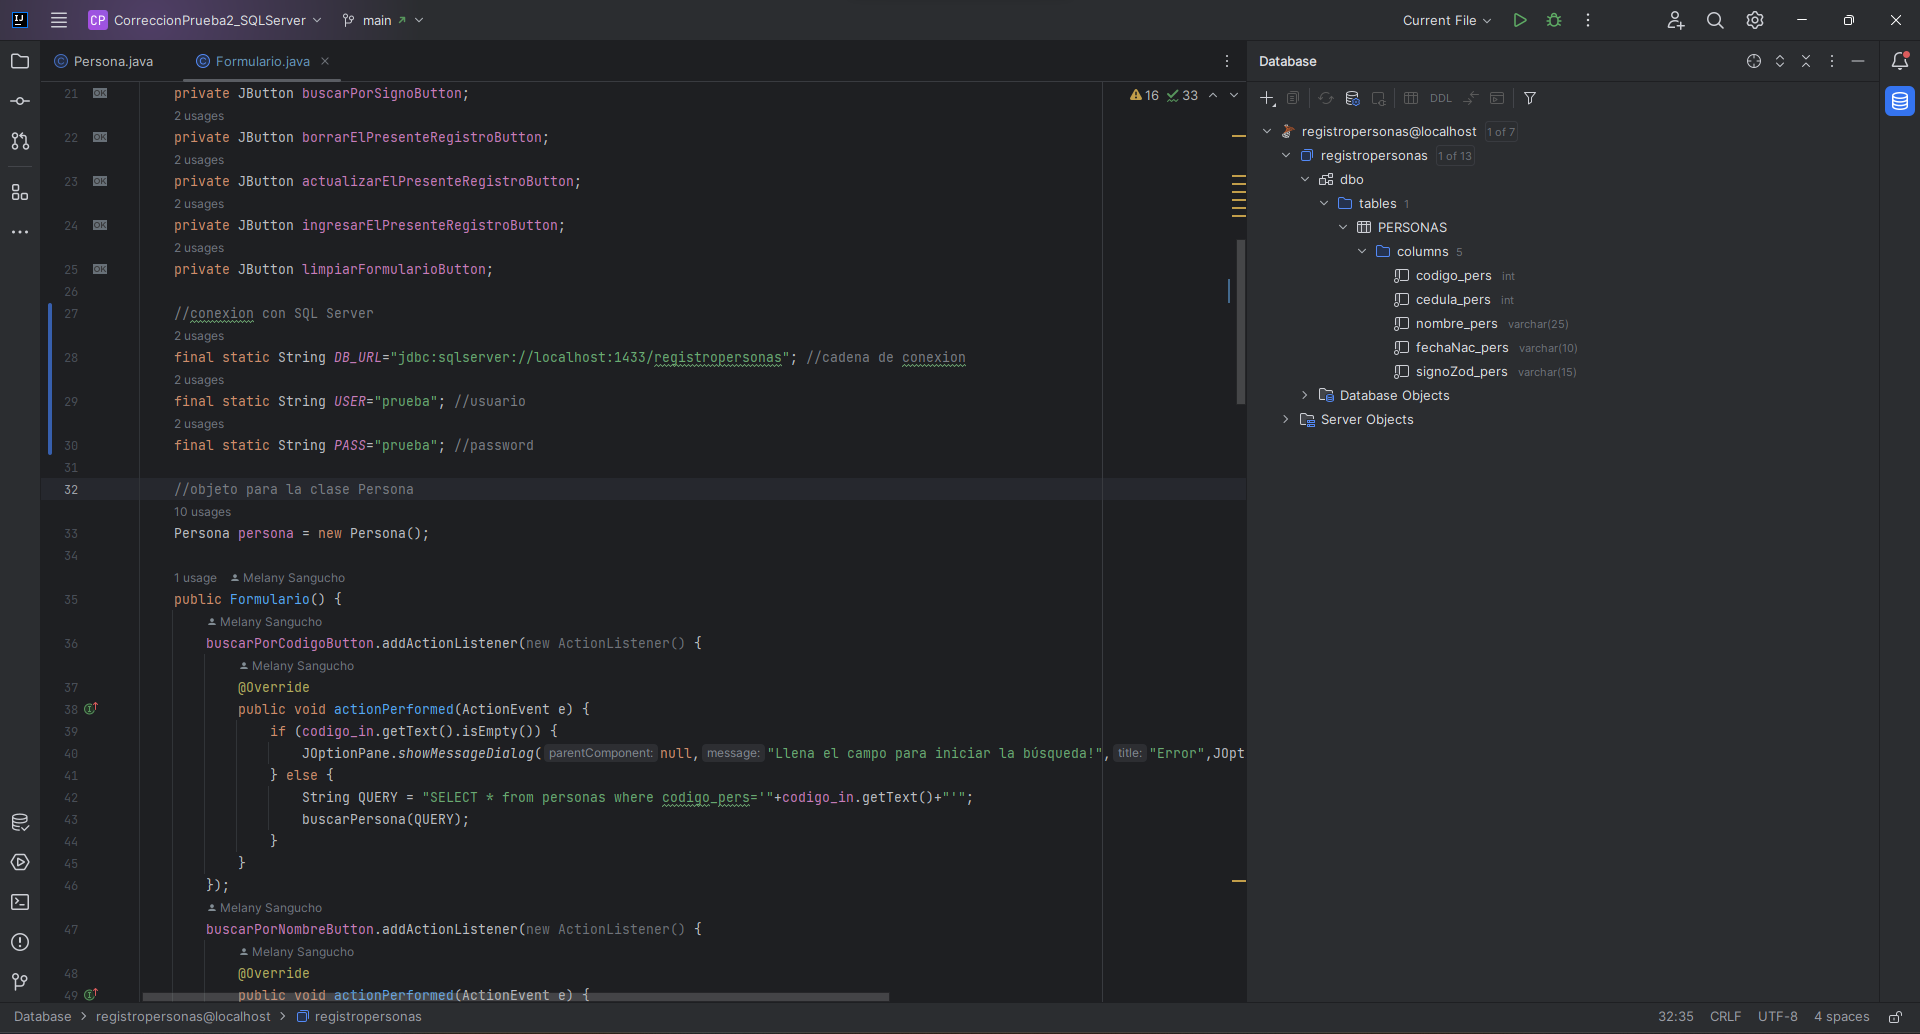 CP CorreccionPrueba2_SQLServer main Current File
Persona.java Formulario.java
16 33
21 OK private JButton buscarPorSignoButton;
2 usages
22 OK private JButton borrarElPresenteRegistroButton;
2 usages
23 OK private JButton actualizarElPresenteRegistroButton;
2 usages
24 OK private JButton ingresarElPresenteRegistroButton;
2 usages
25 OK private JButton limpiarFormularioButton;
26
27 //conexion con SQL Server
2 usages
28 final static String DB_URL="jdbc:sqlserver://localhost:1433/registropersonas"; //cadena de conexion
2 usages
29 final static String USER="prueba"; //usuario
2 usages
30 final static String PASS="prueba"; //password
31
32 //objeto para la clase Persona
10 usages
33 Persona persona = new Persona();
34
1 usage Melany Sangucho
35 public Formulario() {
Melany Sangucho
36 buscarPorCodigoButton.addActionListener(new ActionListener() {
Melany Sangucho
37 @Override
38 public void actionPerformed(ActionEvent e) {
39 if (codigo_in.getText().isEmpty()) {
40 JOptionPane.showMessageDialog( parentComponent: null, message: "Llena el campo para iniciar la búsqueda!", title: "Error",JOpt
41 } else {
42 String QUERY = "SELECT * from personas where codigo_pers='"+codigo_in.getText()+"'";
43 buscarPersona(QUERY);
44 }
45 }
46 });
Melany Sangucho
47 buscarPorNombreButton.addActionListener(new ActionListener() {
Melany Sangucho
48 @Override
49 public void actionPerformed(ActionEvent e) {
Database
DDL
registropersonas@localhost 1 of 7
registropersonas 1 of 13
dbo
tables 1
PERSONAS
columns 5
codigo_pers int
cedula_pers int
nombre_pers varchar(25)
fechaNac_pers varchar(10)
signoZod_pers varchar(15)
Database Objects
Server Objects
Database > registropersonas@localhost > registropersonas
32:35 CRLF UTF-8 4 spaces